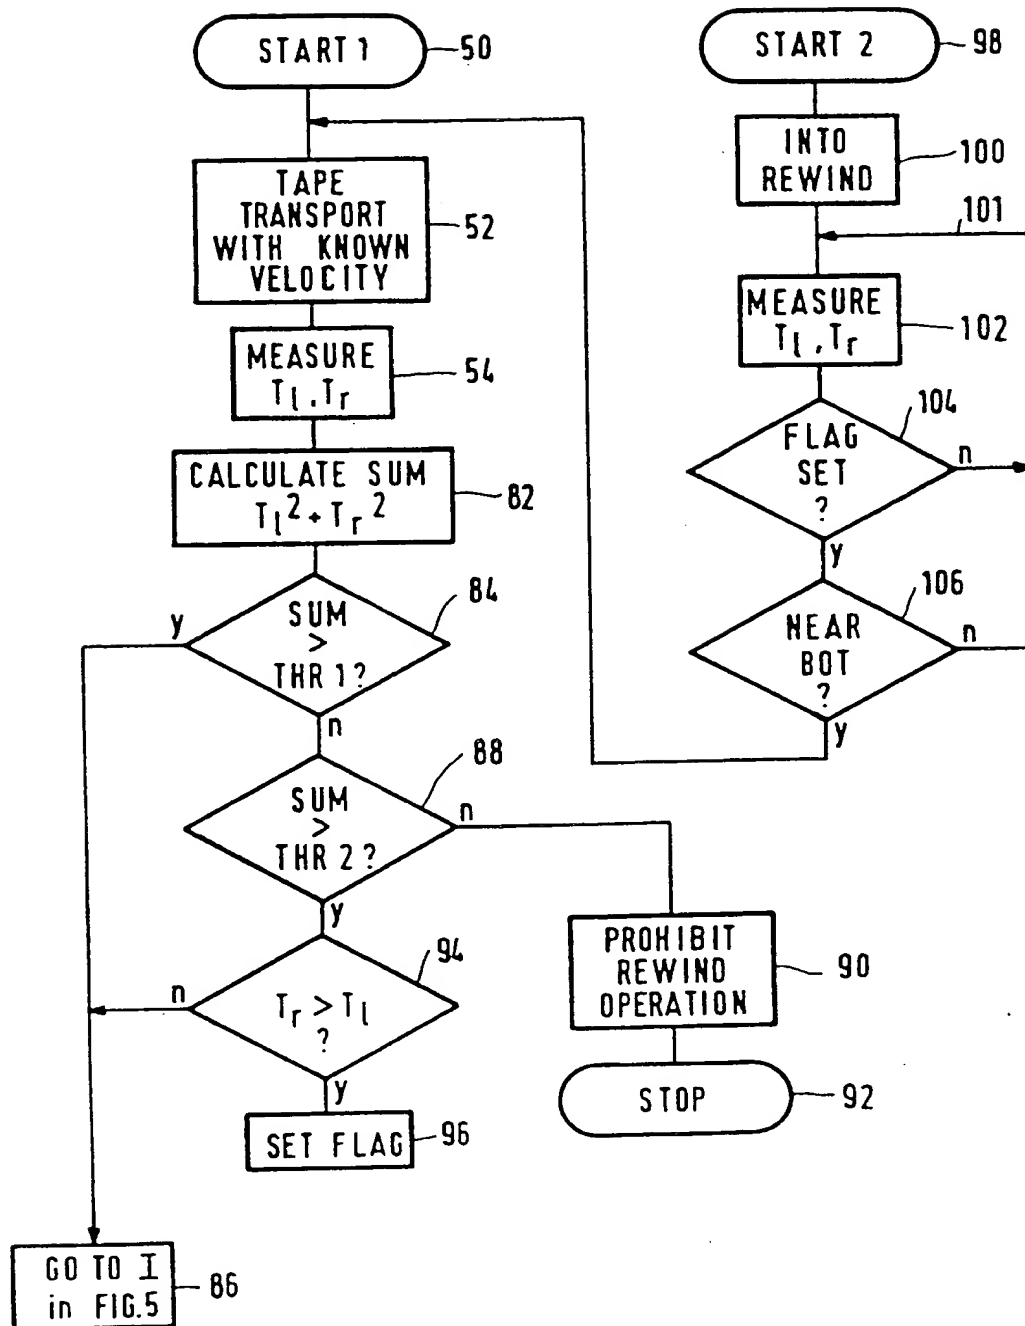 START 1
50
TAPE
TRANSPORT
WITH KNOWN
VELOCITY
52
MEASURE
Tl, Tr
54
CALCULATE SUM
Tl² + Tr²
82
SUM
>
THR 1?
84
y
n
SUM
>
THR 2?
88
n
y
Tr > Tl
?
94
n
y
SET FLAG
96
GO TO I
in FIG.5
86
PROHIBIT
REWIND
OPERATION
90
STOP
92
START 2
98
INTO
REWIND
100
101
MEASURE
Tl, Tr
102
FLAG
SET
?
104
n
y
NEAR
BOT
?
106
n
y